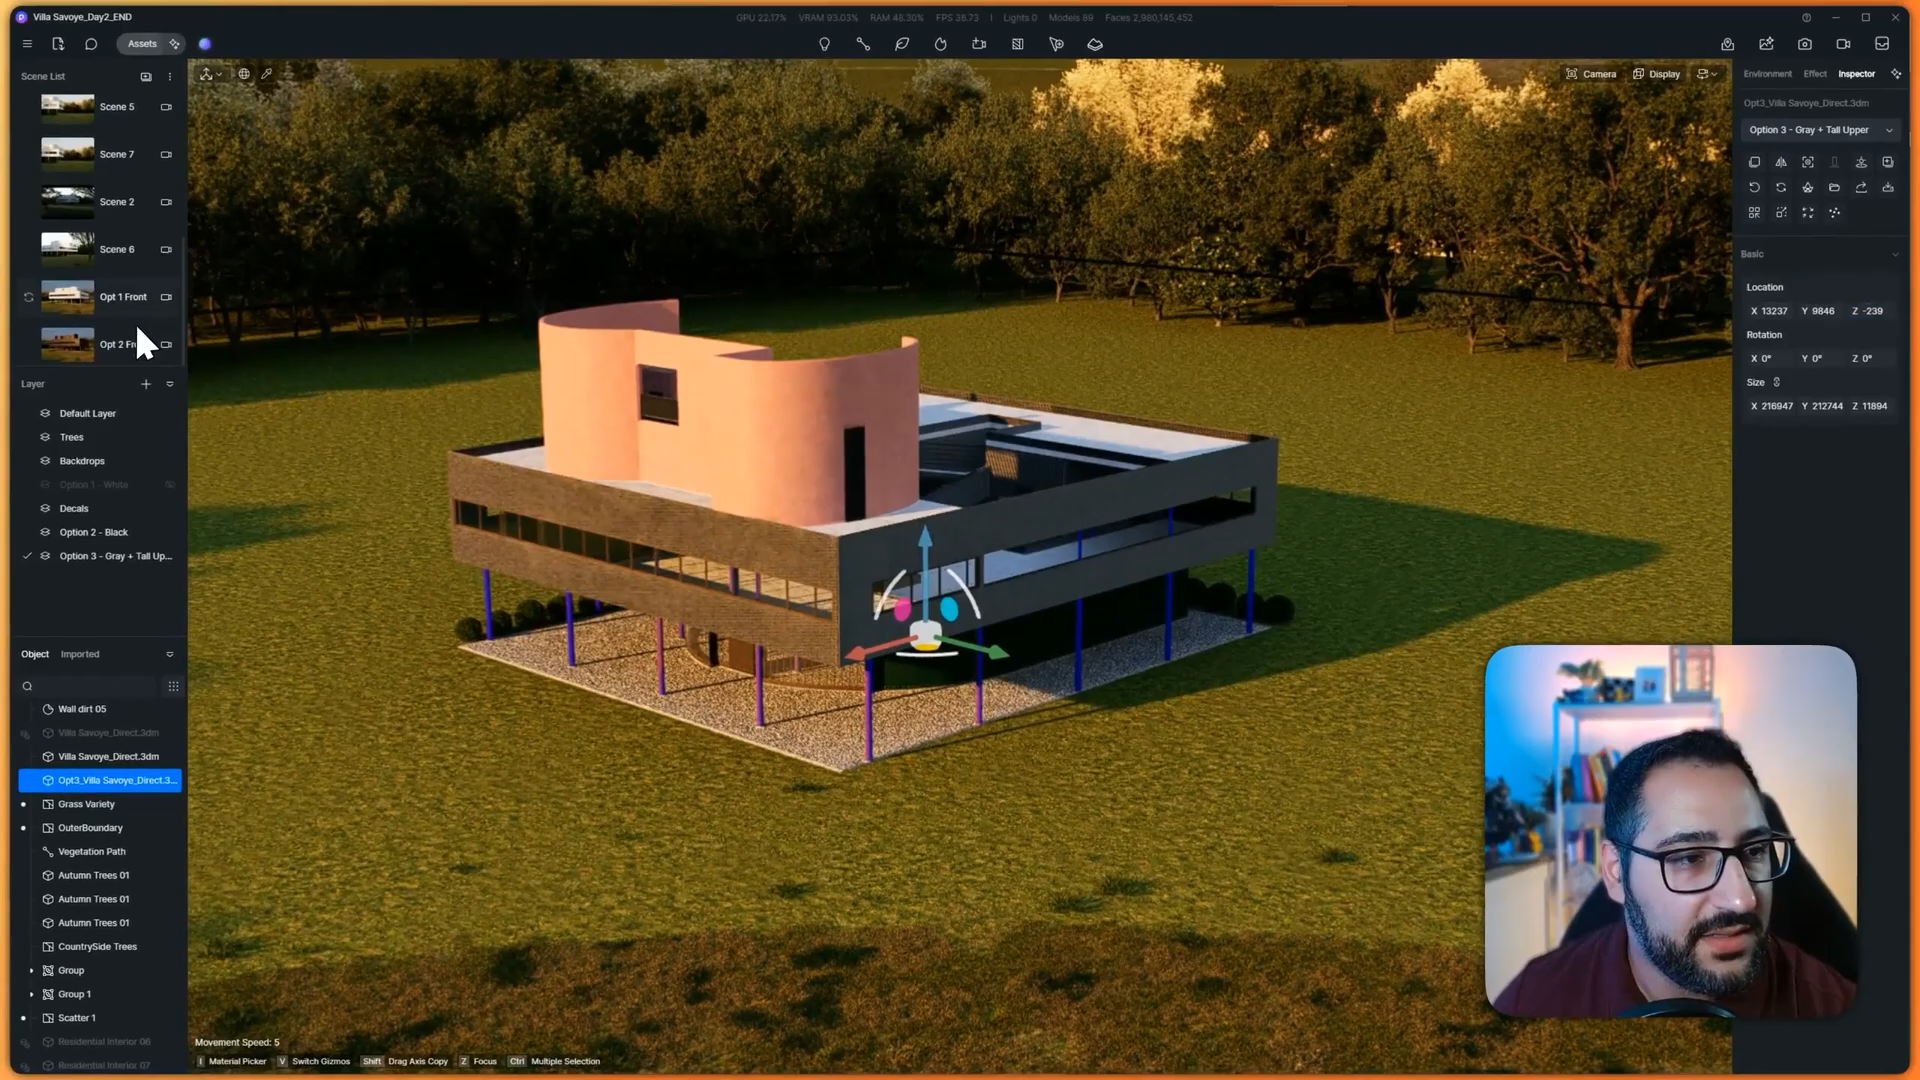 Villa Savoye_Day2_END
GPU 22.17% VRAM 93.03% RAM 48.30% FPS 38.73 | Lights 0 Models 89 Faces 2,980,145,452
Assets
Scene List
Scene 5
Scene 7
Scene 2
Scene 6
Opt 1 Front
Opt 2 Fr
Layer
Default Layer
Trees
Backdrops
Option 1 - White
Decals
Option 2 - Black
Option 3 - Gray + Tall Up...
Object Imported
Wall dirt 05
Villa Savoye_Direct.3dm
Villa Savoye_Direct.3dm
Opt3_Villa Savoye_Direct.3...
Grass Variety
OuterBoundary
Vegetation Path
Autumn Trees 01
Autumn Trees 01
Autumn Trees 01
CountrySide Trees
Group
Group 1
Scatter 1
Residential Interior 06
Residential Interior 07
Camera Display
Movement Speed: 5
I Material Picker V Switch Gizmos Shift Drag Axis Copy Z Focus Ctrl Multiple Selection
Environment Effect Inspector
Opt3_Villa Savoye_Direct.3dm
Option 3 - Gray + Tall Upper
Basic
Location
X 13237 Y 9846 Z -239
Rotation
X 0° Y 0° Z 0°
Size
X 216947 Y 212744 Z 11894